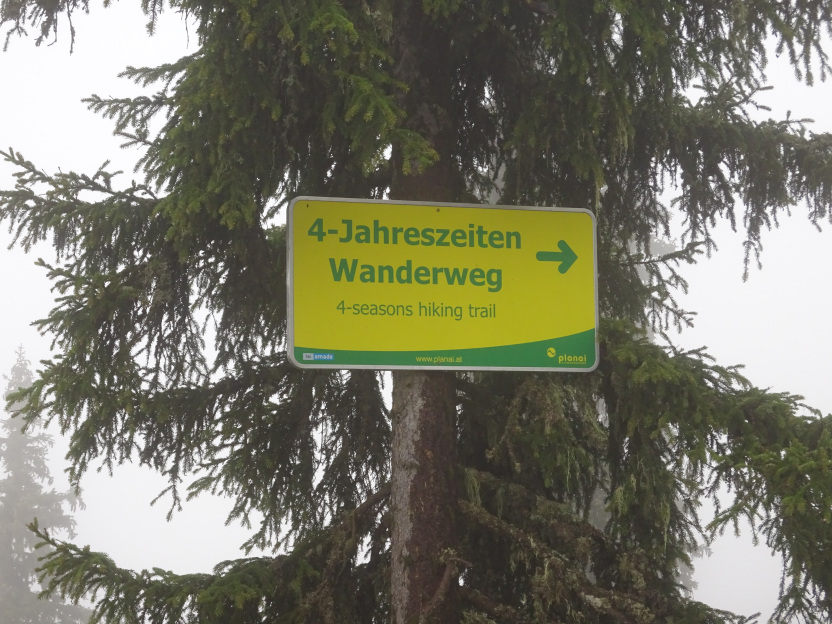 4-Jahreszeiten
Wanderweg
4-seasons hiking trail
www.planai.at
planai